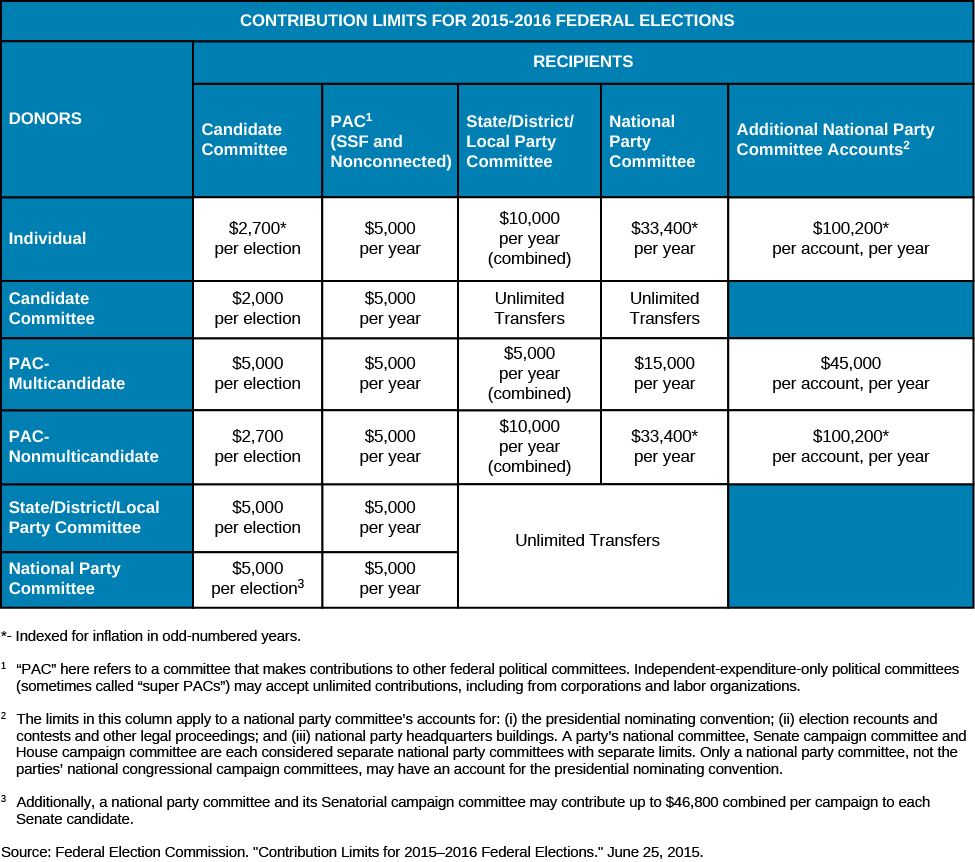 CONTRIBUTION LIMITS FOR 2015-2016 FEDERAL ELECTIONS
DONORS
RECIPIENTS
Candidate
Committee
PAC¹
(SSF and
Nonconnected)
State/District/
Local Party
Committee
National
Party
Committee
Additional National Party
Committee Accounts²
Individual
$2,700*
per election
$5,000
per year
$10,000
per year
(combined)
$33,400*
per year
$100,200*
per account, per year
Candidate
Committee
$2,000
per election
$5,000
per year
Unlimited
Transfers
Unlimited
Transfers
PAC-
Multicandidate
$5,000
per election
$5,000
per year
$5,000
per year
(combined)
$15,000
per year
$45,000
per account, per year
PAC-
Nonmulticandidate
$2,700
per election
$5,000
per year
$10,000
per year
(combined)
$33,400*
per year
$100,200*
per account, per year
State/District/Local
Party Committee
$5,000
per election
$5,000
per year
Unlimited Transfers
National Party
Committee
$5,000
per election³
$5,000
per year
*- Indexed for inflation in odd-numbered years.
¹ “PAC” here refers to a committee that makes contributions to other federal political committees. Independent-expenditure-only political committees
(sometimes called “super PACs”) may accept unlimited contributions, including from corporations and labor organizations.
² The limits in this column apply to a national party committee's accounts for: (i) the presidential nominating convention; (ii) election recounts and
contests and other legal proceedings; and (iii) national party headquarters buildings. A party’s national committee, Senate campaign committee and
House campaign committee are each considered separate national party committees with separate limits. Only a national party committee, not the
parties’ national congressional campaign committees, may have an account for the presidential nominating convention.
³ Additionally, a national party committee and its Senatorial campaign committee may contribute up to $46,800 combined per campaign to each
Senate candidate.
Source: Federal Election Commission. "Contribution Limits for 2015–2016 Federal Elections." June 25, 2015.